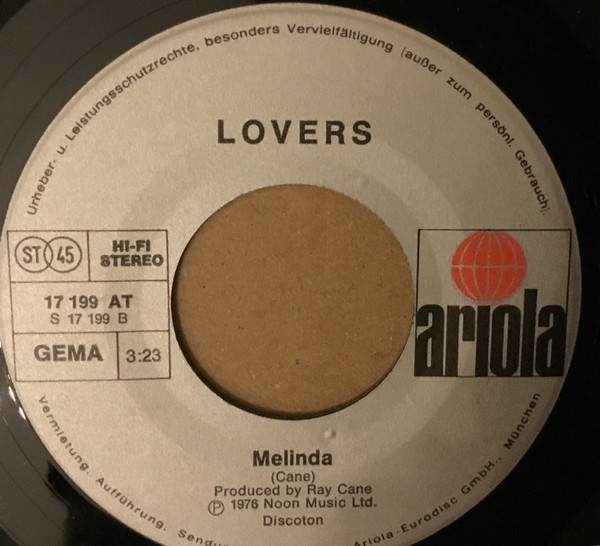 Urheber- u. Leistungsschutzrechte, besonders Vervielfältigung (außer zum persönl. Gebrauch),
LOVERS
ST 45
HI-FI
STEREO
17 199 AT
S 17 199 B
GEMA
3:23
ariola
Melinda
(Cane)
Produced by Ray Cane
Ⓟ 1976 Noon Music Ltd.
Discoton
Vermietung, Aufführung, Sendung
Ariola-Eurodisc GmbH., München